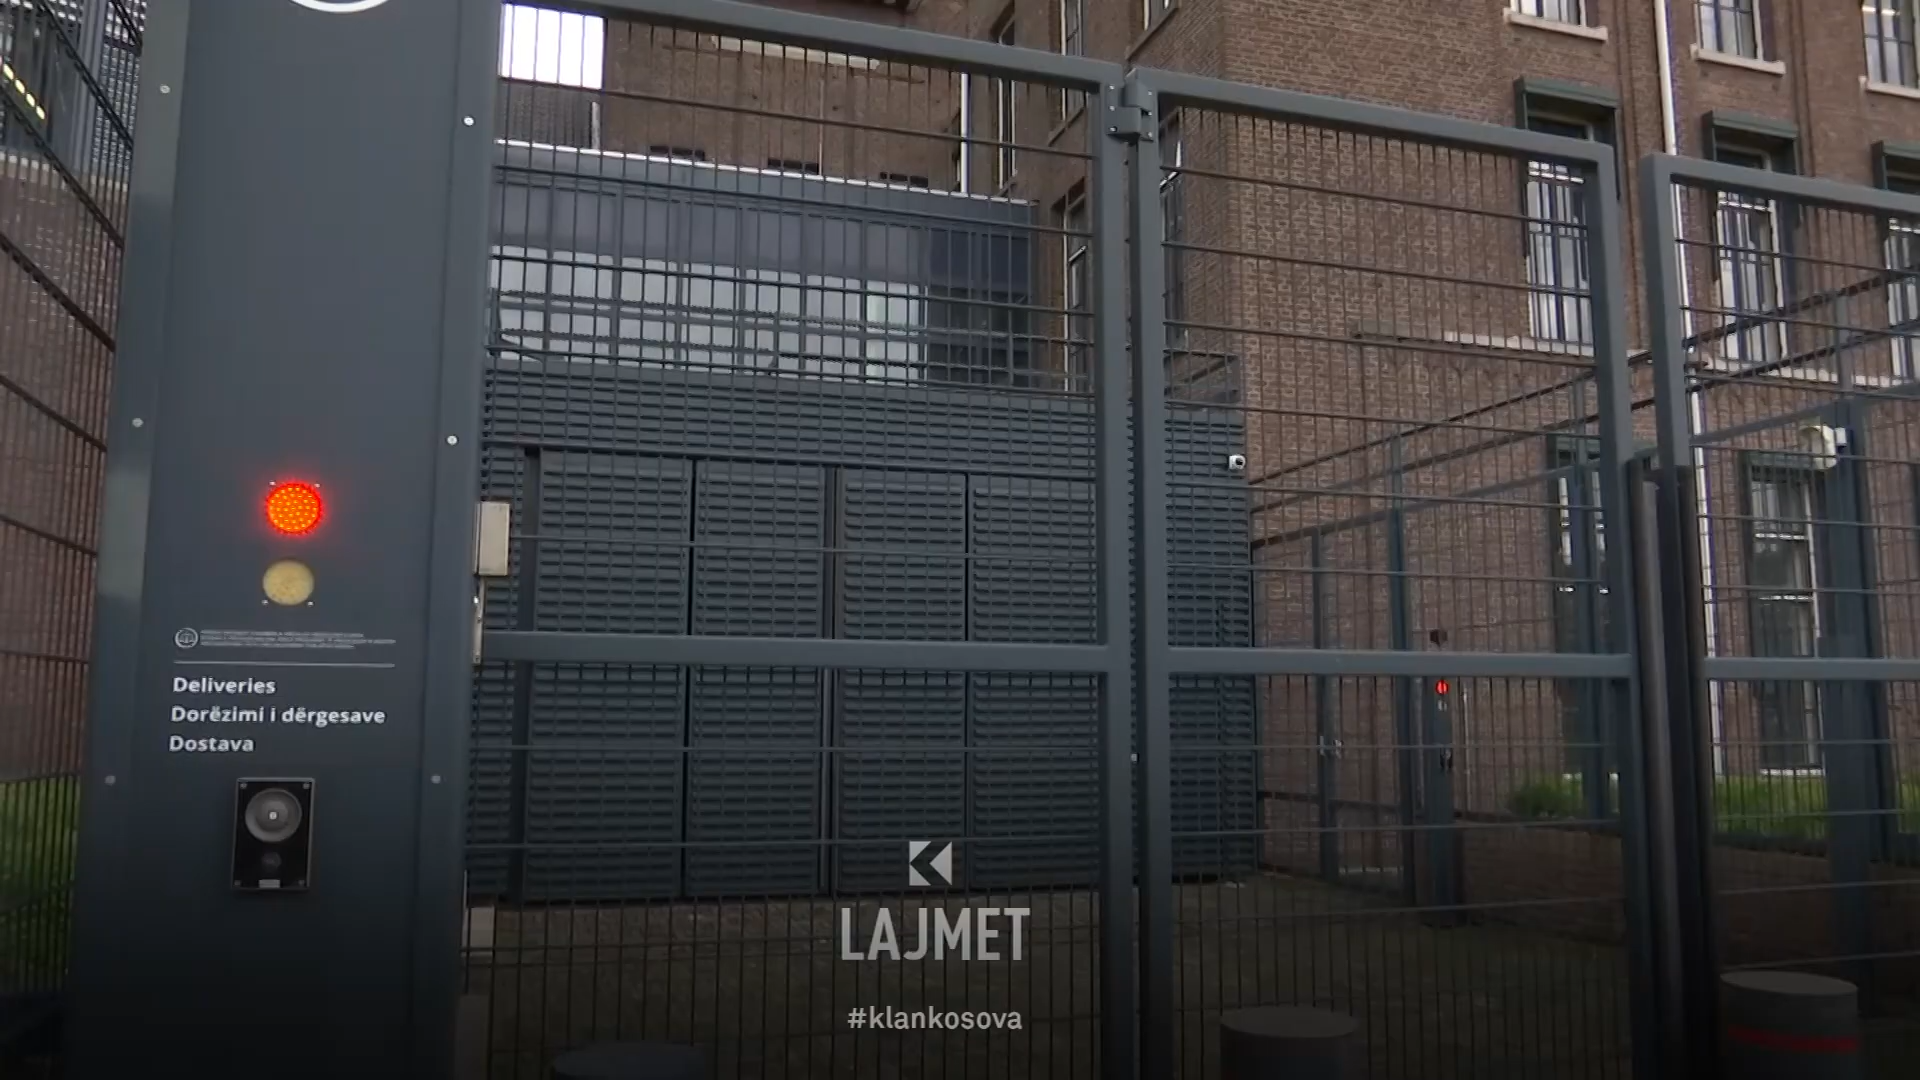 Deliveries
Dorëzimi i dërgesave
Dostava
LAJMET
#klankosova